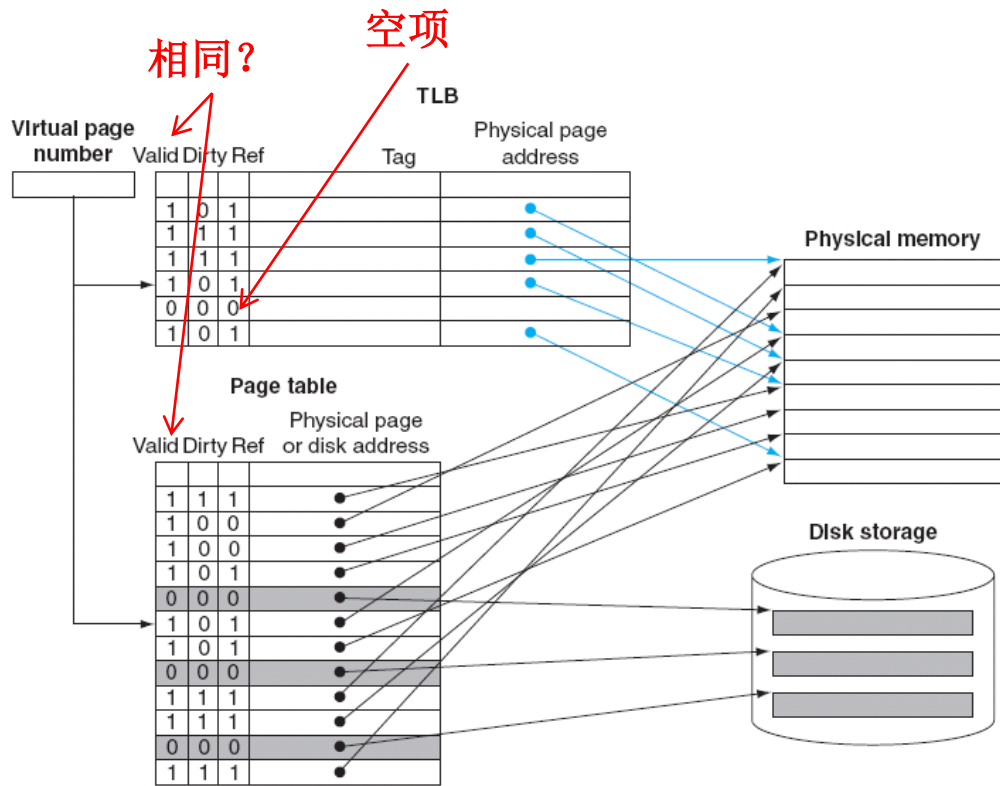 相同？
空项
TLB
Virtual page
number
Valid Dirty Ref
Tag
Physical page
address
1 0 1
1 1 1
1 1 1
1 0 1
0 0 0
1 0 1
Physical memory
Page table
Valid Dirty Ref
Physical page
or disk address
1 1 1
1 0 0
1 0 0
1 0 1
0 0 0
1 0 1
1 0 1
0 0 0
1 1 1
1 1 1
0 0 0
1 1 1
Disk storage